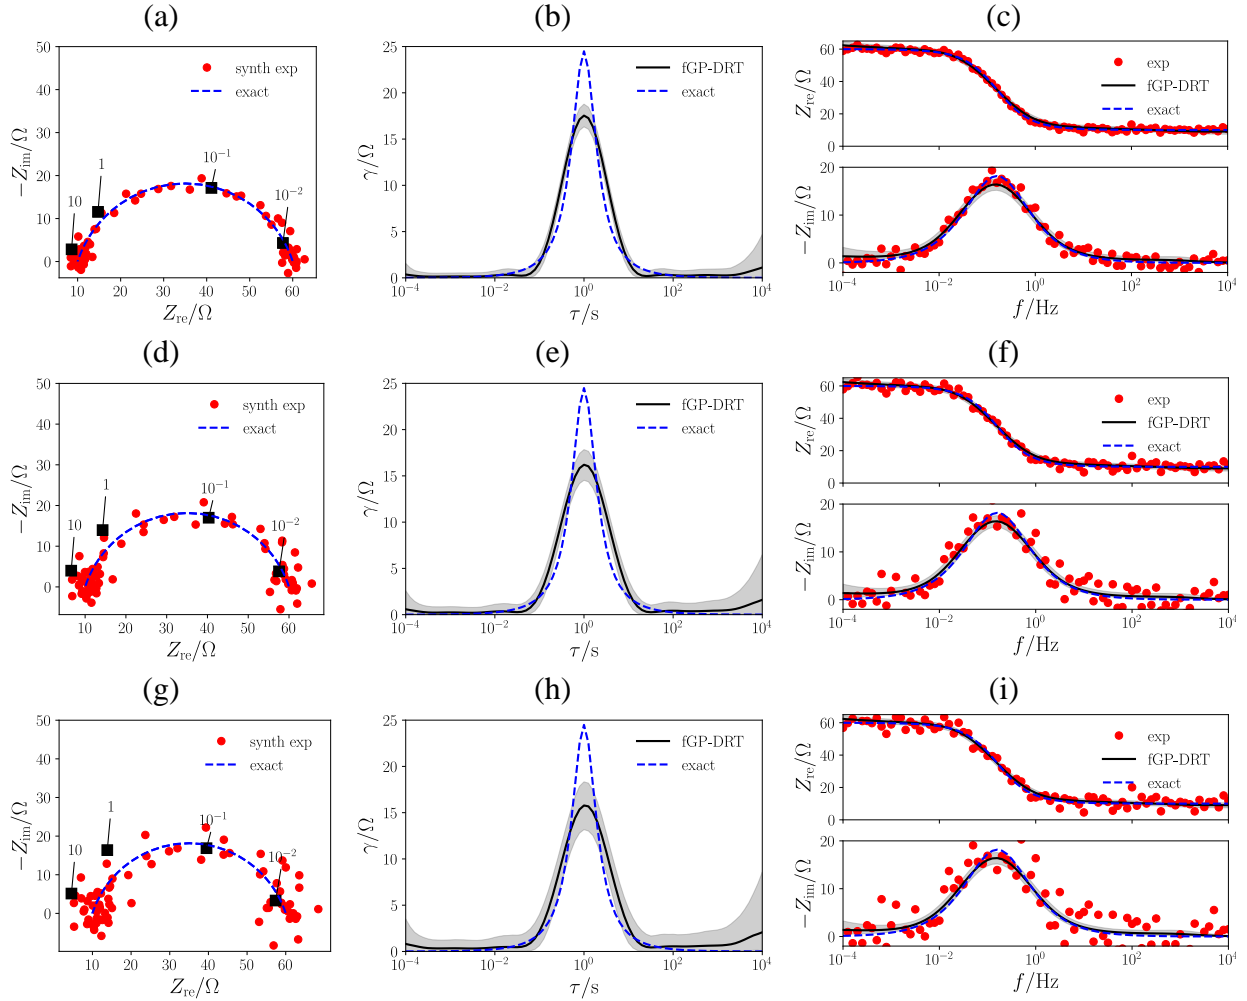 (a)
50
40
30
20
10
0
10
20
30
40
50
60
−Z_im/Ω
Z_re/Ω
synth exp
exact
10
1
10^−1
10^−2
(b)
25
20
15
10
5
0
10^−4
10^−2
10^0
10^2
10^4
γ/Ω
τ/s
fGP-DRT
exact
(c)
60
40
20
0
Z_re/Ω
exp
fGP-DRT
exact
20
10
0
−Z_im/Ω
10^−4
10^−2
10^0
10^2
10^4
f/Hz
(d)
50
40
30
20
10
0
10
20
30
40
50
60
−Z_im/Ω
Z_re/Ω
synth exp
exact
10
1
10^−1
10^−2
(e)
25
20
15
10
5
0
10^−4
10^−2
10^0
10^2
10^4
γ/Ω
τ/s
fGP-DRT
exact
(f)
60
40
20
0
Z_re/Ω
exp
fGP-DRT
exact
20
10
0
−Z_im/Ω
10^−4
10^−2
10^0
10^2
10^4
f/Hz
(g)
50
40
30
20
10
0
10
20
30
40
50
60
−Z_im/Ω
Z_re/Ω
synth exp
exact
10
1
10^−1
10^−2
(h)
25
20
15
10
5
0
10^−4
10^−2
10^0
10^2
10^4
γ/Ω
τ/s
fGP-DRT
exact
(i)
60
40
20
0
Z_re/Ω
exp
fGP-DRT
exact
20
10
0
−Z_im/Ω
10^−4
10^−2
10^0
10^2
10^4
f/Hz